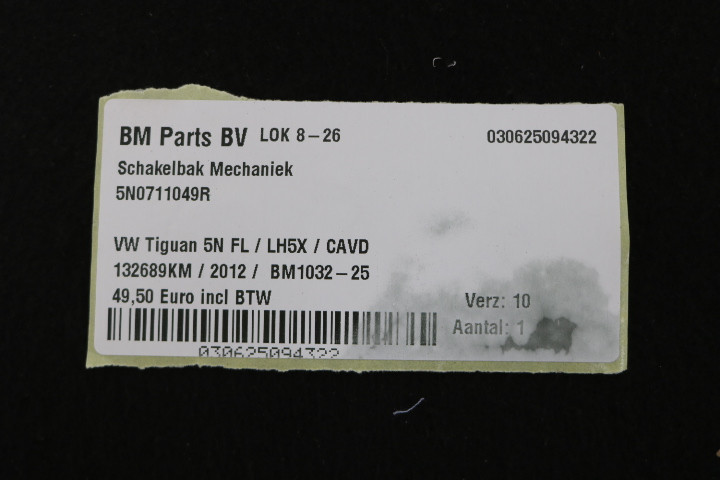 BM Parts BV LOK 8-26 030625094322
Schakelbak Mechaniek
5N0711049R
VW Tiguan 5N FL / LH5X / CAVD
132689KM / 2012 / BM1032-25
49,50 Euro incl BTW
Verz: 10
Aantal: 1
030625094322